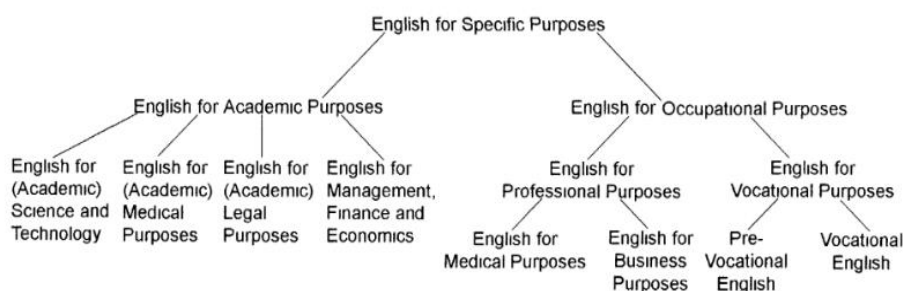 English for Specific Purposes
English for Academic Purposes
English for Occupational Purposes
English for
(Academic)
Science and
Technology
English for
(Academic)
Medical
Purposes
English for
(Academic)
Legal
Purposes
English for
Management,
Finance and
Economics
English for
Professional Purposes
English for
Vocational Purposes
English for
Medical Purposes
English for
Business
Purposes
Pre-
Vocational
English
Vocational
English